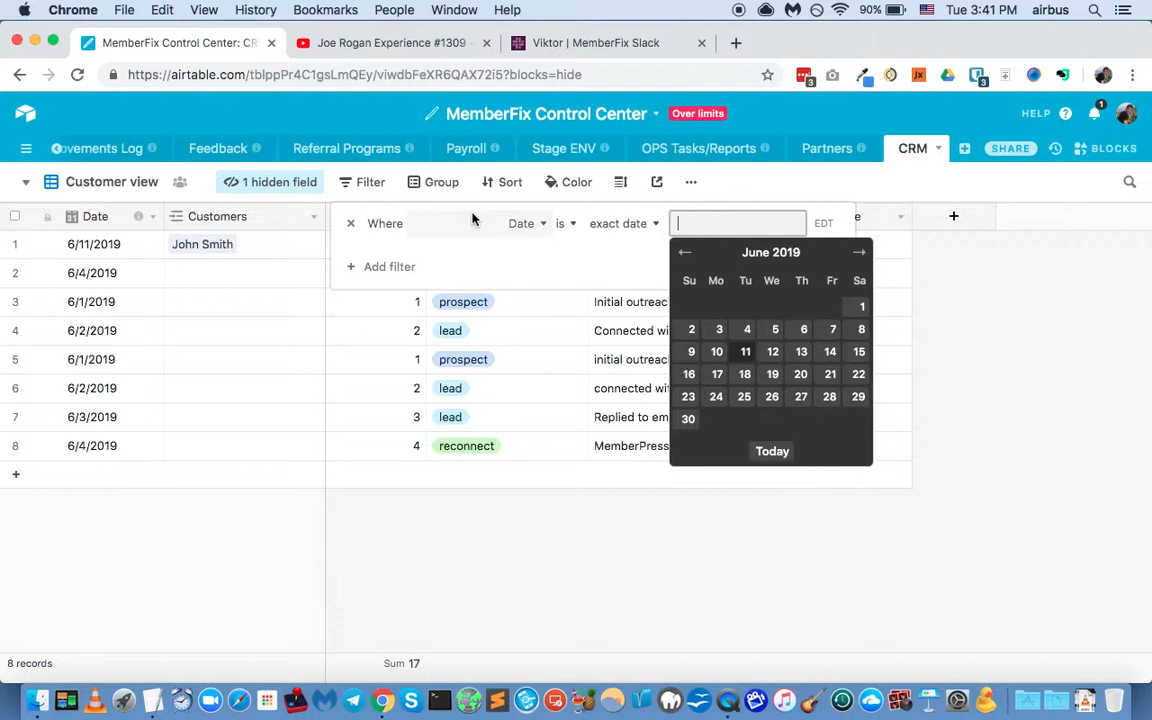 Chrome File Edit View History Bookmarks People Window Help 90% Tue 3:41 PM airbus
MemberFix Control Center: CR Joe Rogan Experience #1309 - Viktor | MemberFix Slack
https://airtable.com/tblppPr4C1gsLmQEy/viwdbFeXR6QAX72i5?blocks=hide 3 3
MemberFix Control Center Over limits HELP 1
ovements Log Feedback Referral Programs Payroll Stage ENV OPS Tasks/Reports Partners CRM SHARE BLOCKS
Customer view 1 hidden field Filter Group Sort Color
Date Customers
Where Date is exact date EDT
1 6/11/2019 John Smith
June 2019
Add filter
2 6/4/2019
Su Mo Tu We Th Fr Sa
3 6/1/2019 1 prospect Initial outreac
1
4 6/2/2019 2 lead Connected wi
2 3 4 5 6 7 8
5 6/1/2019 1 prospect initial outreac
9 10 11 12 13 14 15
6 6/2/2019 2 lead connected wit
16 17 18 19 20 21 22
7 6/3/2019 3 lead Replied to em
23 24 25 26 27 28 29
8 6/4/2019 4 reconnect MemberPress
30
Today
8 records Sum 17